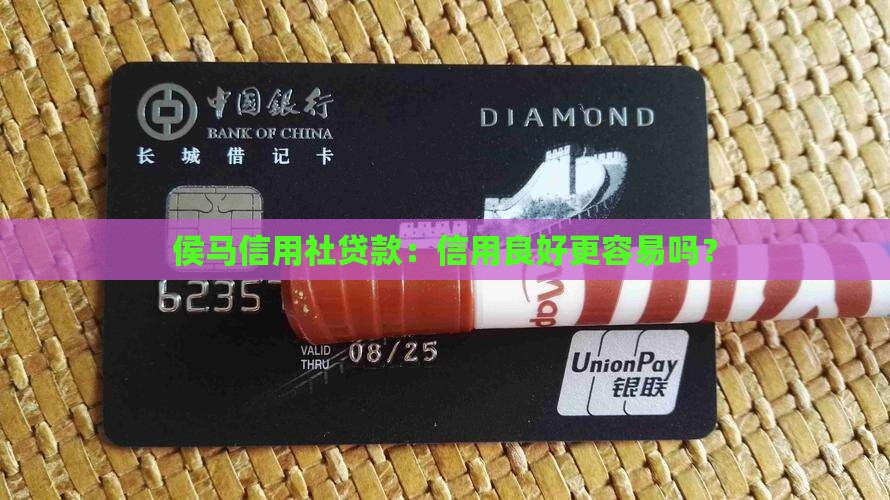 中国银行
BANK OF CHINA
DIAMOND
长城借记卡
侯马信用社贷款：信用良好更容易吗？
6235
VALID
THRU
08/25
UnionPay
银联